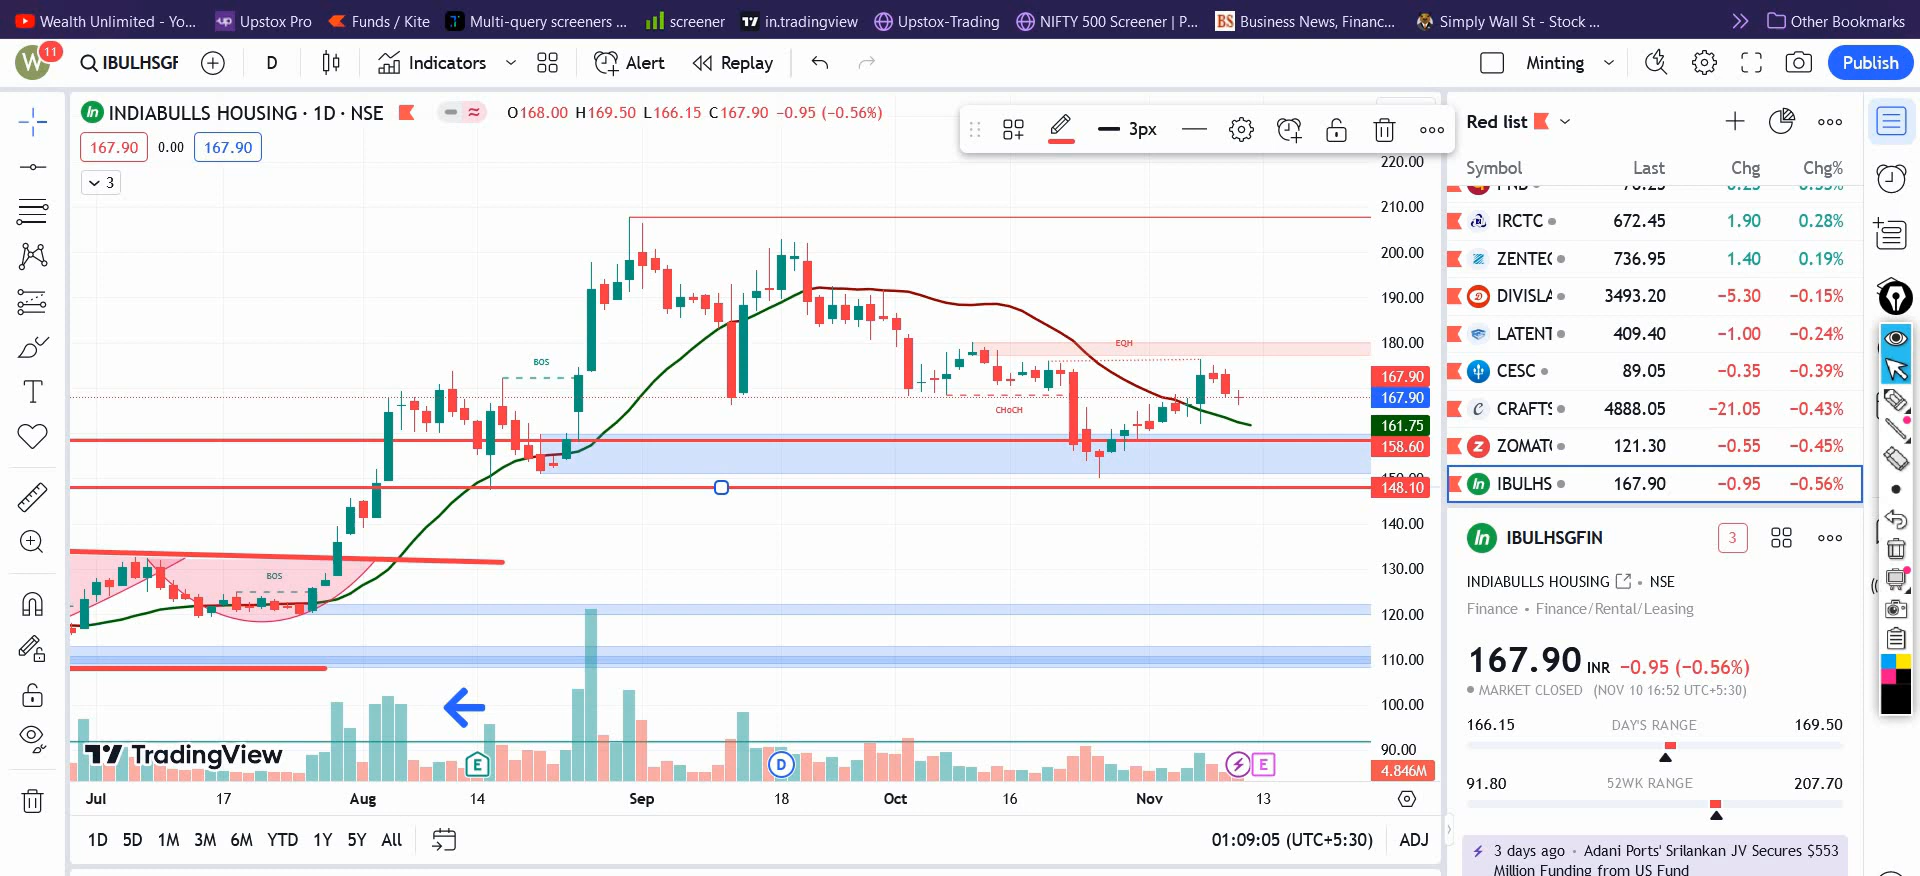 Wealth Unlimited - Yo...
Upstox Pro
Funds / Kite
Multi-query screeners ...
screener
in.tradingview
Upstox-Trading
NIFTY 500 Screener | P...
Business News, Financ...
Simply Wall St - Stock ...
Other Bookmarks
W 11
IBULHSGF
D
Indicators
Alert
Replay
Minting
Publish
INDIABULLS HOUSING · 1D · NSE
O168.00 H169.50 L166.15 C167.90 −0.95 (−0.56%)
167.90 0.00 167.90
3
3px
220.00
210.00
200.00
190.00
180.00
167.90
167.90
161.75
158.60
148.10
140.00
130.00
120.00
110.00
100.00
90.00
4.846M
BOS
EQH
CHoCH
BOS
TradingView
E
D
E
Jul 17 Aug 14 Sep 18 Oct 16 Nov 13
1D 5D 1M 3M 6M YTD 1Y 5Y All
01:09:05 (UTC+5:30) ADJ
Red list
Symbol Last Chg Chg%
IRCTC 672.45 1.90 0.28%
ZENTEC 736.95 1.40 0.19%
DIVISLA 3493.20 −5.30 −0.15%
LATENT 409.40 −1.00 −0.24%
CESC 89.05 −0.35 −0.39%
CRAFTS 4888.05 −21.05 −0.43%
ZOMATO 121.30 −0.55 −0.45%
IBULHS 167.90 −0.95 −0.56%
IBULHSGFIN
3
INDIABULLS HOUSING • NSE
Finance • Finance/Rental/Leasing
167.90 INR −0.95 (−0.56%)
MARKET CLOSED (NOV 10 16:52 UTC+5:30)
166.15 DAY'S RANGE 169.50
91.80 52WK RANGE 207.70
3 days ago · Adani Ports' Srilankan JV Secures $553
Million Funding from US Fund